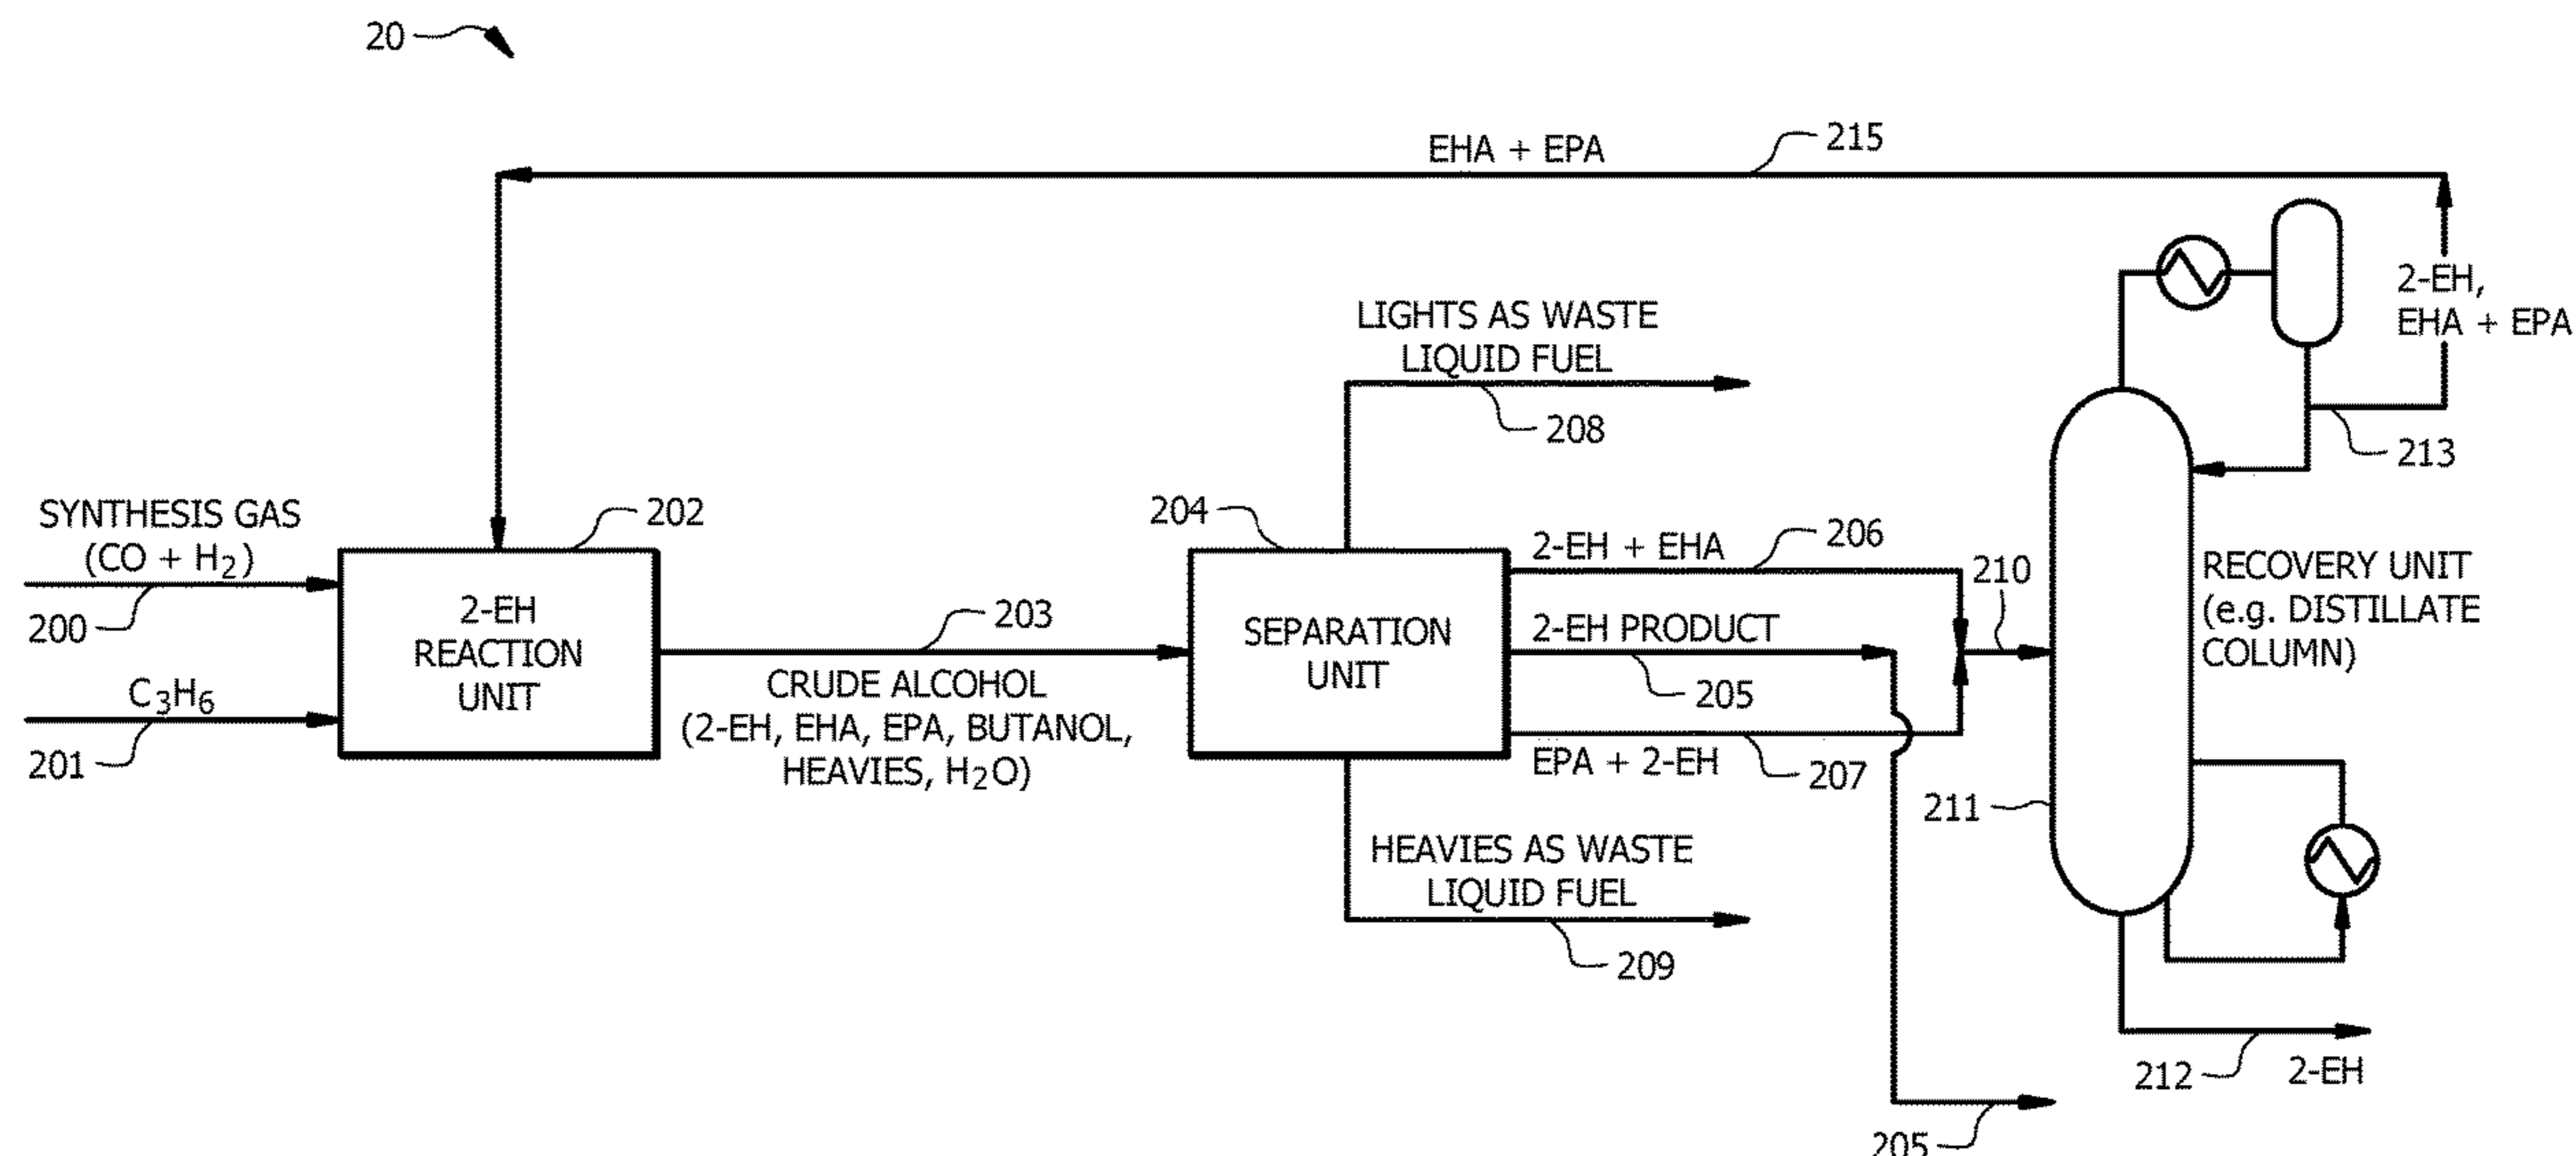 20
EHA + EPA
215
2-EH,
EHA + EPA
213
LIGHTS AS WASTE
LIQUID FUEL
208
SYNTHESIS GAS
(CO + H2)
200
C3H6
201
202
2-EH
REACTION
UNIT
203
CRUDE ALCOHOL
(2-EH, EHA, EPA, BUTANOL,
HEAVIES, H2O)
204
SEPARATION
UNIT
2-EH + EHA
206
2-EH PRODUCT
205
EPA + 2-EH
207
210
211
RECOVERY UNIT
(e.g. DISTILLATE
COLUMN)
HEAVIES AS WASTE
LIQUID FUEL
209
212
2-EH
205